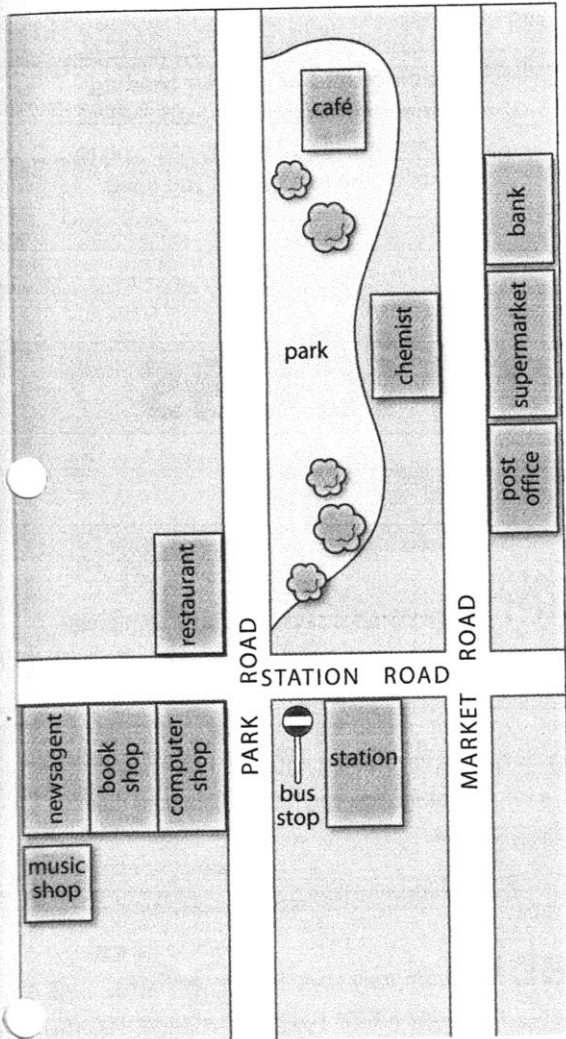 café
bank
park
chemist
supermarket
post
office
restaurant
PARK ROAD
STATION ROAD
MARKET ROAD
newsagent
book
shop
computer
shop
bus
stop
station
music
shop